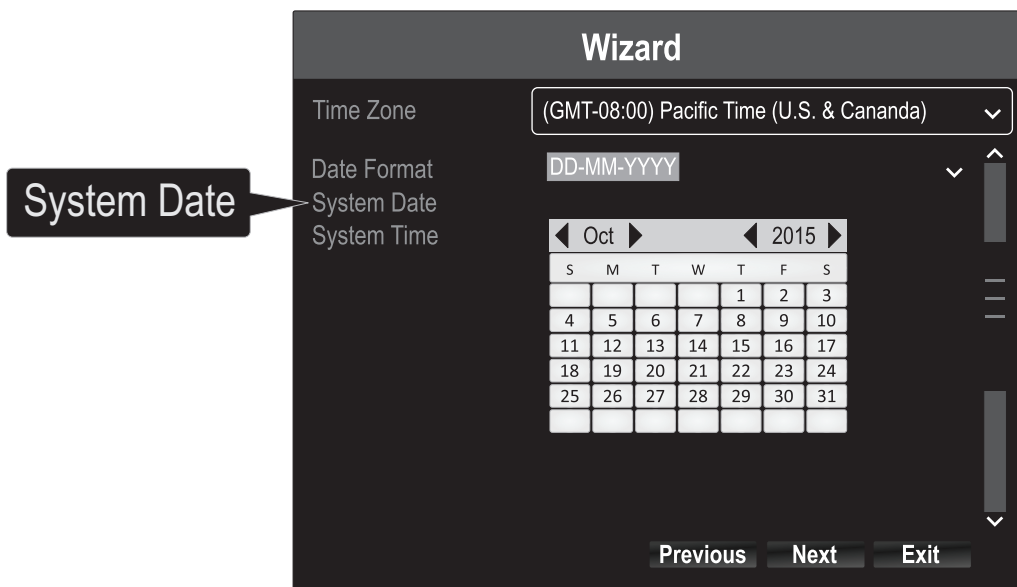 Wizard
Time Zone (GMT-08:00) Pacific Time (U.S. & Cananda)
Date Format DD-MM-YYYY
System Date
System Date
System Time
Oct 2015
S M T W T F S
1 2 3
4 5 6 7 8 9 10
11 12 13 14 15 16 17
18 19 20 21 22 23 24
25 26 27 28 29 30 31
Previous Next Exit